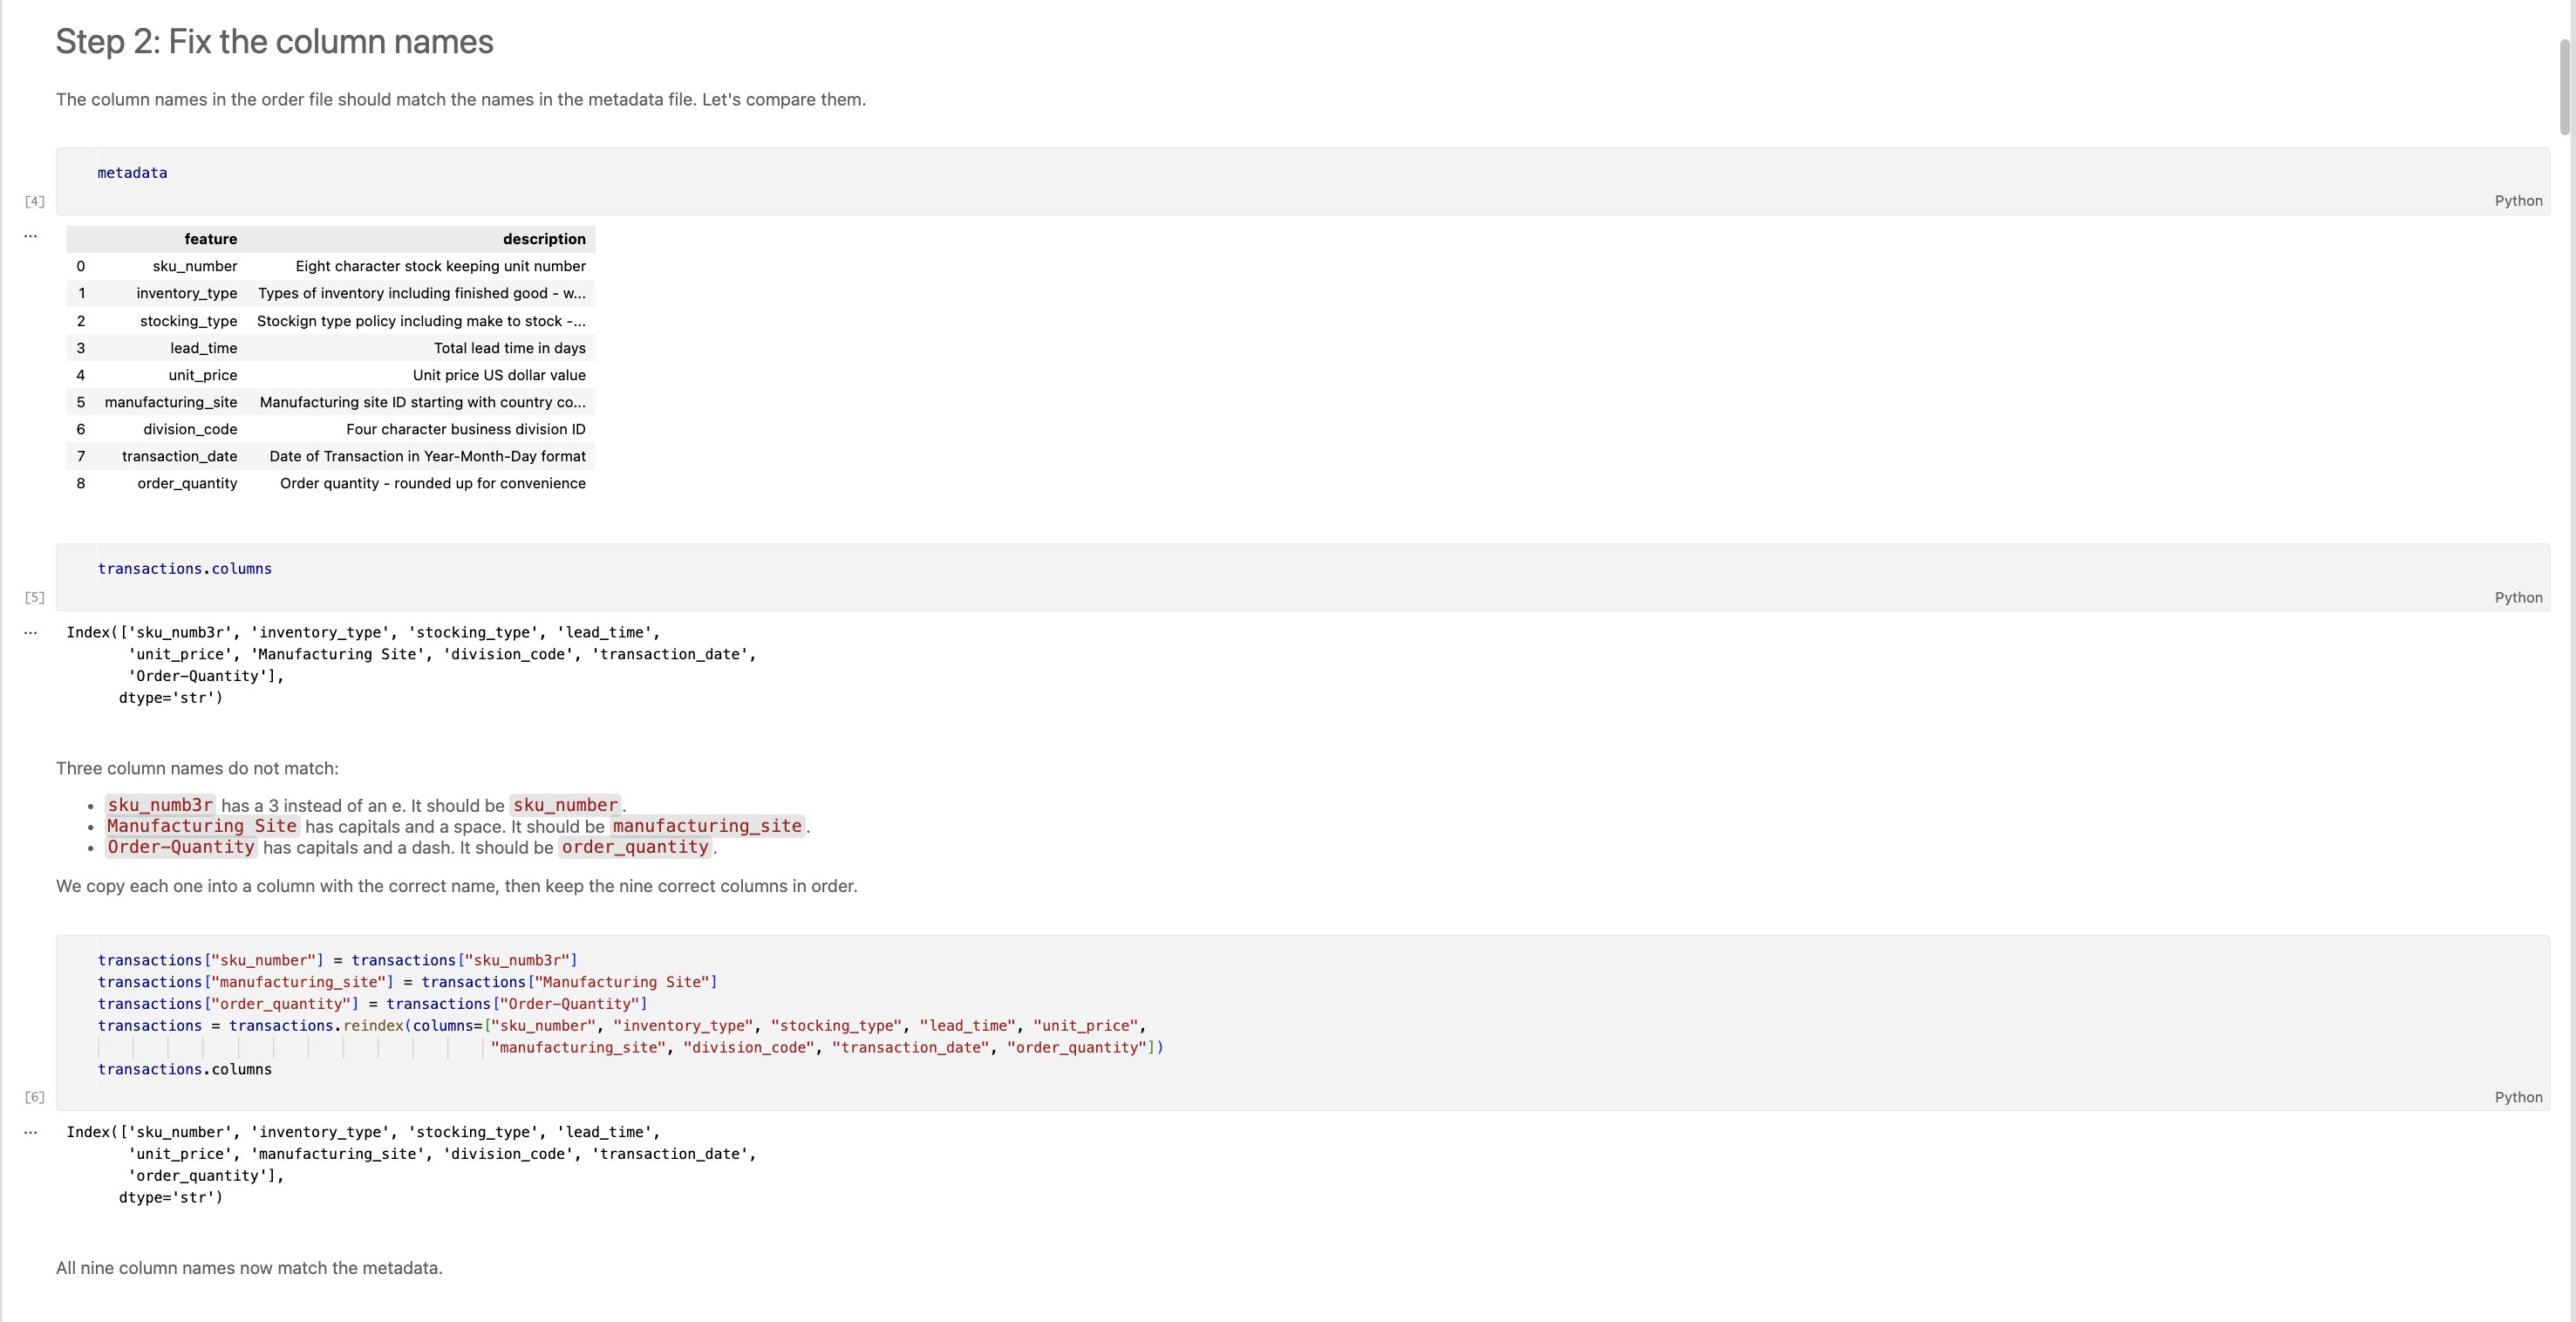 Step 2: Fix the column names
The column names in the order file should match the names in the metadata file. Let's compare them.
metadata
[4]
Python
...
feature description
0 sku_number Eight character stock keeping unit number
1 inventory_type Types of inventory including finished good - w...
2 stocking_type Stockign type policy including make to stock -...
3 lead_time Total lead time in days
4 unit_price Unit price US dollar value
5 manufacturing_site Manufacturing site ID starting with country co...
6 division_code Four character business division ID
7 transaction_date Date of Transaction in Year-Month-Day format
8 order_quantity Order quantity - rounded up for convenience
transactions.columns
[5]
Python
...
Index(['sku_numb3r', 'inventory_type', 'stocking_type', 'lead_time',
'unit_price', 'Manufacturing Site', 'division_code', 'transaction_date',
'Order-Quantity'],
dtype='str')
Three column names do not match:
• sku_numb3r has a 3 instead of an e. It should be sku_number.
• Manufacturing Site has capitals and a space. It should be manufacturing_site.
• Order-Quantity has capitals and a dash. It should be order_quantity.
We copy each one into a column with the correct name, then keep the nine correct columns in order.
transactions["sku_number"] = transactions["sku_numb3r"]
transactions["manufacturing_site"] = transactions["Manufacturing Site"]
transactions["order_quantity"] = transactions["Order-Quantity"]
transactions = transactions.reindex(columns=["sku_number", "inventory_type", "stocking_type", "lead_time", "unit_price",
"manufacturing_site", "division_code", "transaction_date", "order_quantity"])
transactions.columns
[6]
Python
...
Index(['sku_number', 'inventory_type', 'stocking_type', 'lead_time',
'unit_price', 'manufacturing_site', 'division_code', 'transaction_date',
'order_quantity'],
dtype='str')
All nine column names now match the metadata.